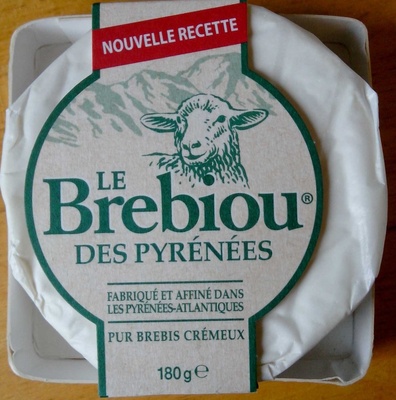 NOUVELLE RECETTE
LE
Brebiou®
DES PYRÉNÉES
FABRIQUÉ ET AFFINÉ DANS
LES PYRÉNÉES-ATLANTIQUES
PUR BREBIS CRÉMEUX
180g℮